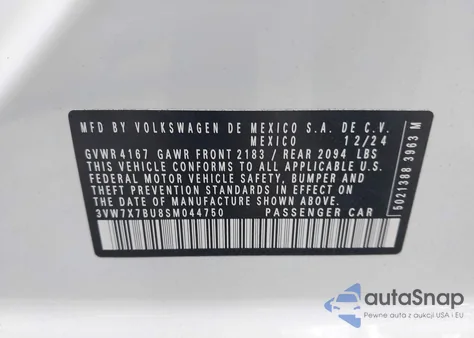 MFD BY VOLKSWAGEN DE MEXICO S.A. DE C.V.
MEXICO 12/24
GVWR 4167 GAWR FRONT 2183 / REAR 2094 LBS
THIS VEHICLE CONFORMS TO ALL APPLICABLE U.S.
FEDERAL MOTOR VEHICLE SAFETY, BUMPER AND
THEFT PREVENTION STANDARDS IN EFFECT ON
THE DATE OF MANUFACTURE SHOWN ABOVE
3VW7X7BU8SM044750 PASSENGER CAR
5021388 3963 M
autoSnap
Pewne auta z aukcji USA i EU